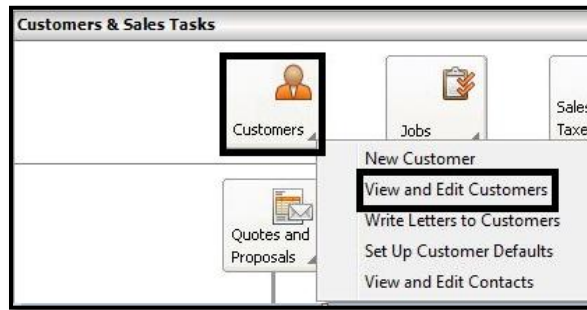 Customers & Sales Tasks
Customers
Jobs
Sales
Taxe
New Customer
View and Edit Customers
Write Letters to Customers
Set Up Customer Defaults
View and Edit Contacts
Quotes and
Proposals